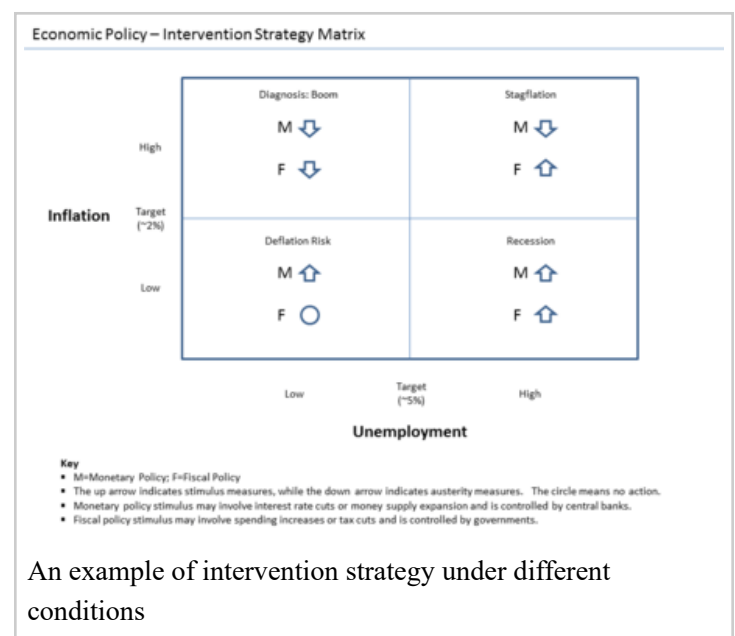 Economic Policy – Intervention Strategy Matrix
Diagnosis: Boom
Stagflation
M
M
High
F
F
Inflation
Target
(~2%)
Deflation Risk
Recession
M
M
Low
F
F
Low
Target
(~5%)
High
Unemployment
Key
▪ M=Monetary Policy; F=Fiscal Policy
▪ The up arrow indicates stimulus measures, while the down arrow indicates austerity measures. The circle means no action.
▪ Monetary policy stimulus may involve interest rate cuts or money supply expansion and is controlled by central banks.
▪ Fiscal policy stimulus may involve spending increases or tax cuts and is controlled by governments.
An example of intervention strategy under different
conditions